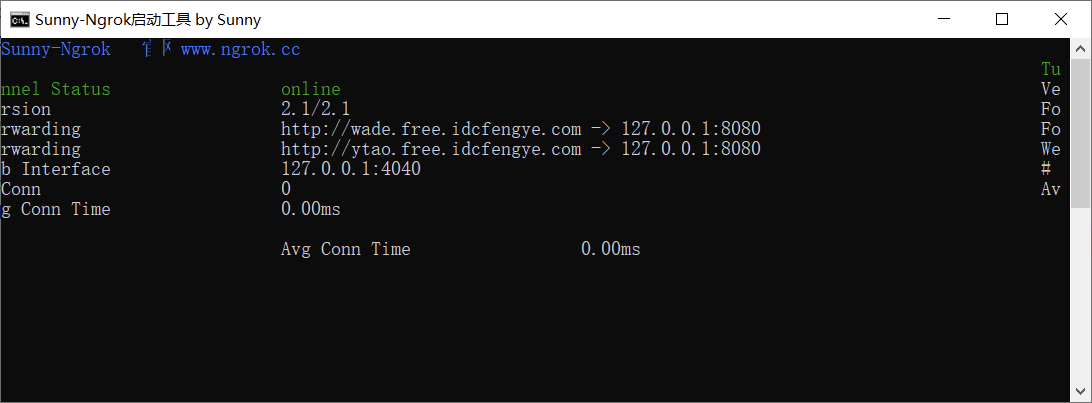 Sunny-Ngrok启动工具 by Sunny
Sunny-Ngrok 官网 www.ngrok.cc
Tu
nnel Status online Ve
rsion 2.1/2.1 Fo
rwarding http://wade.free.idcfengye.com -> 127.0.0.1:8080 Fo
rwarding http://ytao.free.idcfengye.com -> 127.0.0.1:8080 We
b Interface 127.0.0.1:4040 #
Conn 0 Av
g Conn Time 0.00ms
Avg Conn Time 0.00ms